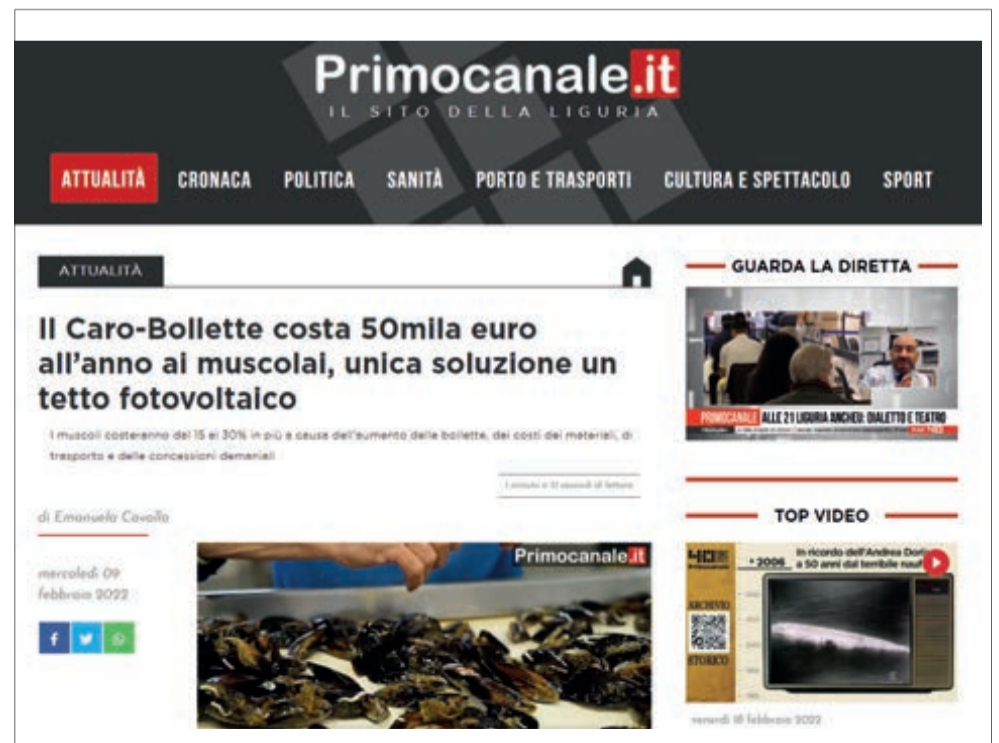 Primocanale.it
IL SITO DELLA LIGURIA
ATTUALITÀ CRONACA POLITICA SANITÀ PORTO E TRASPORTI CULTURA E SPETTACOLO SPORT
ATTUALITÀ
Il Caro-Bollette costa 50mila euro
all'anno ai muscolai, unica soluzione un
tetto fotovoltaico
I muscoli costeranno dal 15 al 30% in più a causa dell'aumento delle bollette, dei costi dei materiali, di
trasporto e delle concessioni demaniali
di Emanuela Cavallo
mercoledì 09
febbraio 2022
Primocanale.it
GUARDA LA DIRETTA
PRIMOCANALE ALLE 21 LIGURIA ANCHEU: DIALETTO E TEATRO
TOP VIDEO
2006
In ricordo dell'Andrea Dori
a 50 anni dal terribile nauf
ARCHIVIO
STORICO
venerdì 18 febbraio 2022